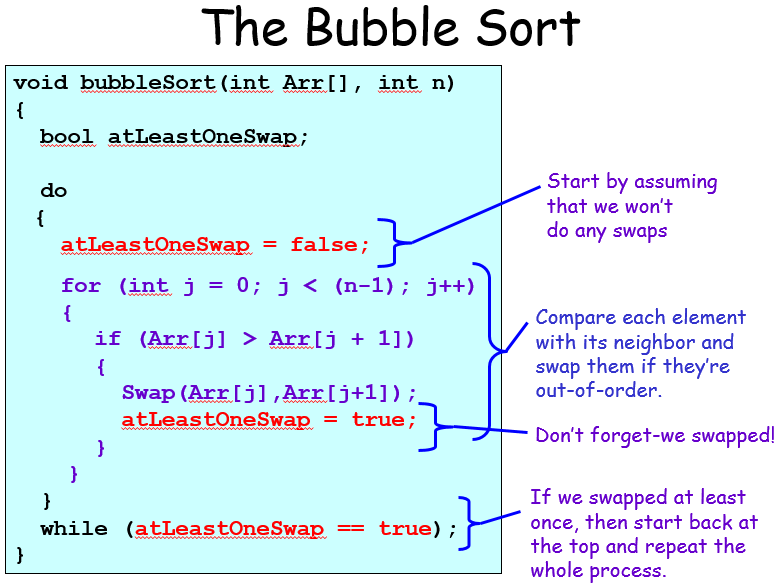 The Bubble Sort
void bubbleSort(int Arr[], int n)
{
bool atLeastOneSwap;
do
{
atLeastOneSwap = false;
for (int j = 0; j < (n-1); j++)
{
if (Arr[j] > Arr[j + 1])
{
Swap(Arr[j],Arr[j+1]);
atLeastOneSwap = true;
}
}
}
while (atLeastOneSwap == true);
}
Start by assuming
that we won't
do any swaps
Compare each element
with its neighbor and
swap them if they're
out-of-order.
Don't forget-we swapped!
If we swapped at least
once, then start back at
the top and repeat the
whole process.